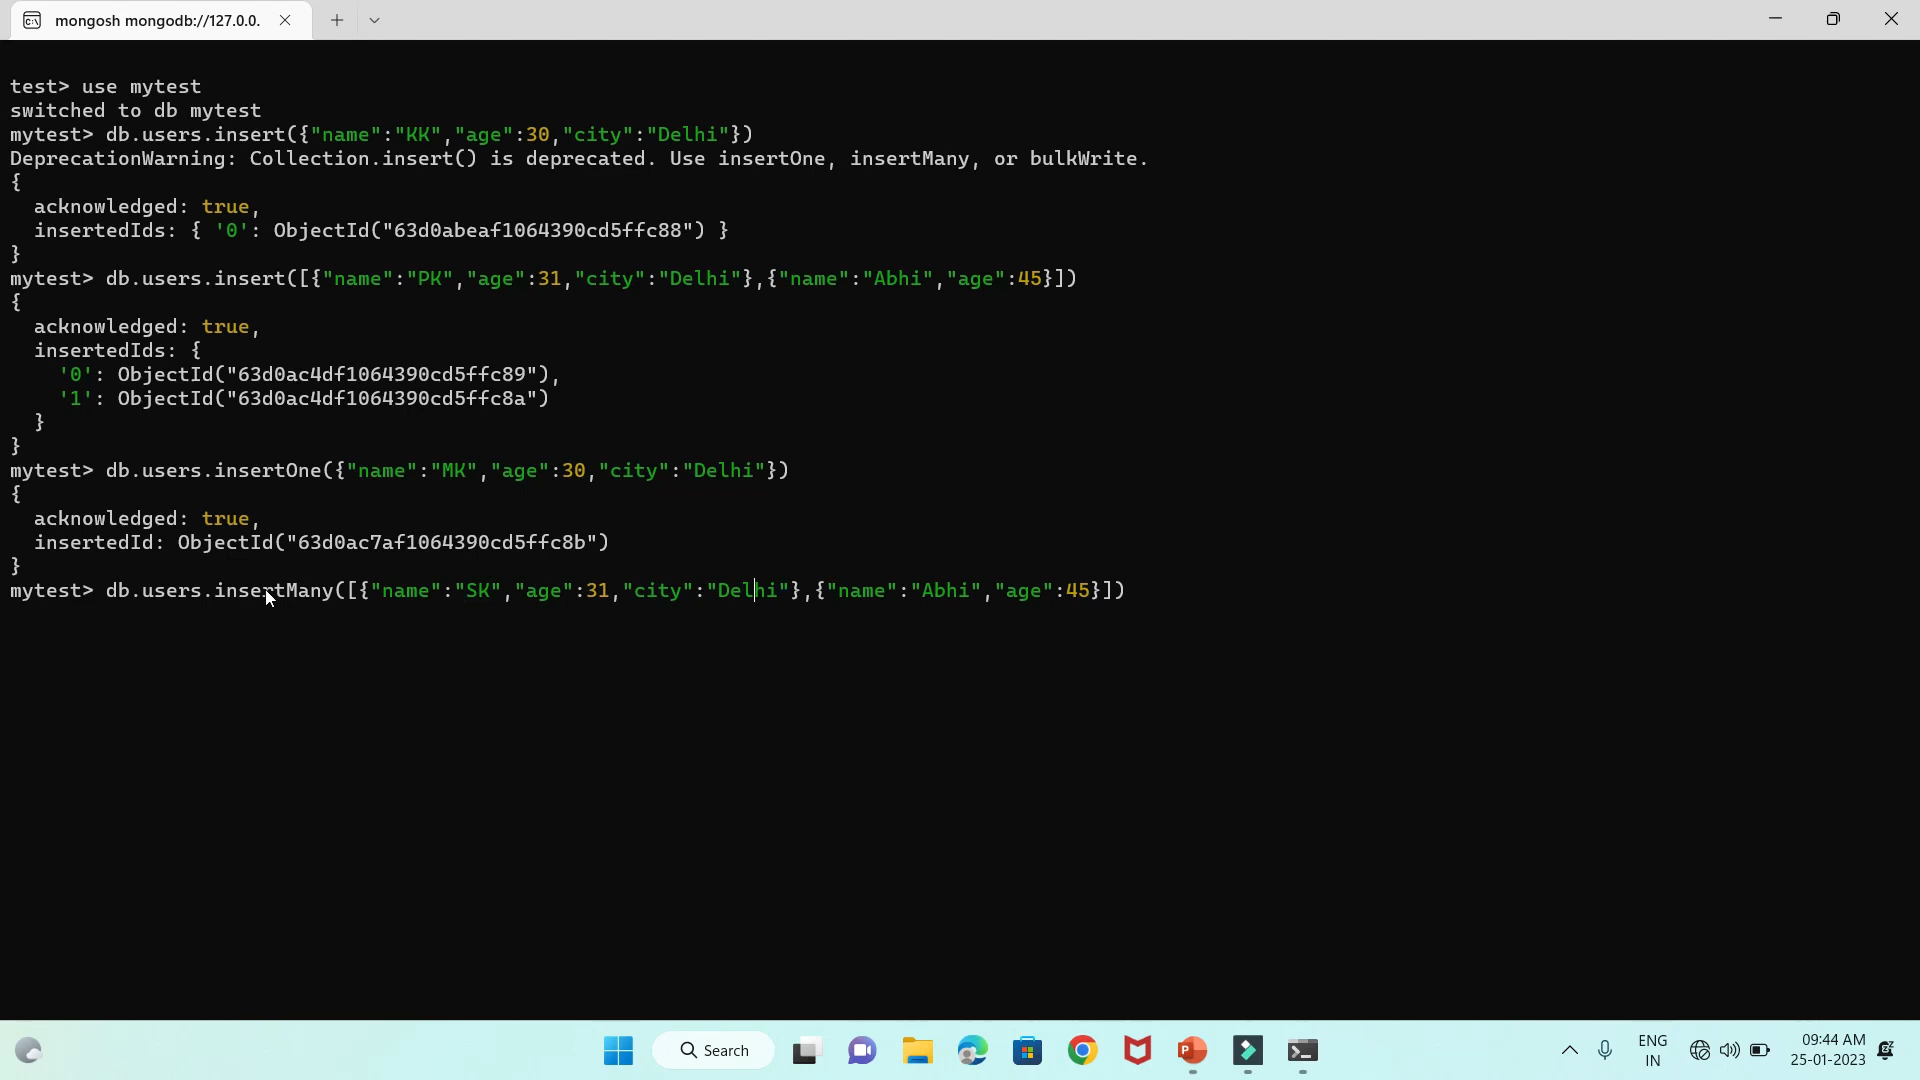 mongosh mongodb://127.0.0.
test> use mytest
switched to db mytest
mytest> db.users.insert({"name":"KK","age":30,"city":"Delhi"})
DeprecationWarning: Collection.insert() is deprecated. Use insertOne, insertMany, or bulkWrite.
{
  acknowledged: true,
  insertedIds: { '0': ObjectId("63d0abeaf1064390cd5ffc88") }
}
mytest> db.users.insert([{"name":"PK","age":31,"city":"Delhi"},{"name":"Abhi","age":45}])
{
  acknowledged: true,
  insertedIds: {
    '0': ObjectId("63d0ac4df1064390cd5ffc89"),
    '1': ObjectId("63d0ac4df1064390cd5ffc8a")
  }
}
mytest> db.users.insertOne({"name":"MK","age":30,"city":"Delhi"})
{
  acknowledged: true,
  insertedId: ObjectId("63d0ac7af1064390cd5ffc8b")
}
mytest> db.users.insertMany([{"name":"SK","age":31,"city":"Delhi"},{"name":"Abhi","age":45}])
Search
ENG
IN
09:44 AM
25-01-2023